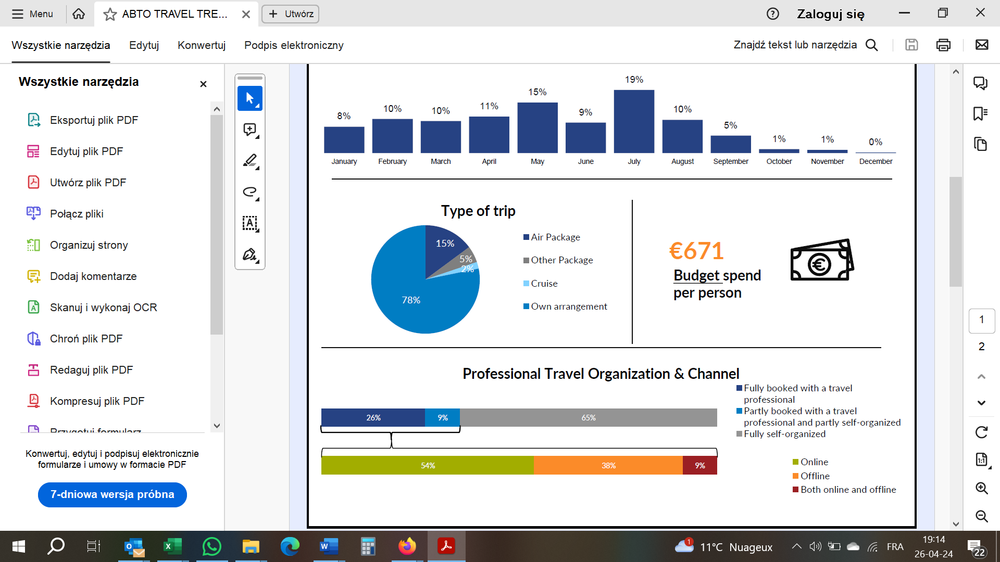 Menu
ABTO TRAVEL TRE...
Utwórz
Zaloguj się
Wszystkie narzędzia
Edytuj
Konwertuj
Podpis elektroniczny
Znajdź tekst lub narzędzia
Wszystkie narzędzia
Eksportuj plik PDF
Edytuj plik PDF
Utwórz plik PDF
Połącz pliki
Organizuj strony
Dodaj komentarze
Skanuj i wykonaj OCR
Chroń plik PDF
Redaguj plik PDF
Kompresuj plik PDF
Przygotuj formularz
Konwertuj, edytuj i podpisuj elektronicznie
formularze i umowy w formacie PDF
7-dniowa wersja próbna
8% 10% 10% 11% 15% 9% 19% 10% 5% 1% 1% 0%
January February March April May June July August September October November December
Type of trip
15%
5%
2%
78%
Air Package
Other Package
Cruise
Own arrangement
€671
Budget spend
per person
€
Professional Travel Organization & Channel
Fully booked with a travel
professional
Partly booked with a travel
professional and partly self-organized
Fully self-organized
26% 9% 65%
54% 38% 9%
Online
Offline
Both online and offline
1
2
1:1
1
11°C Nuageux
FRA
19:14
26-04-24
22